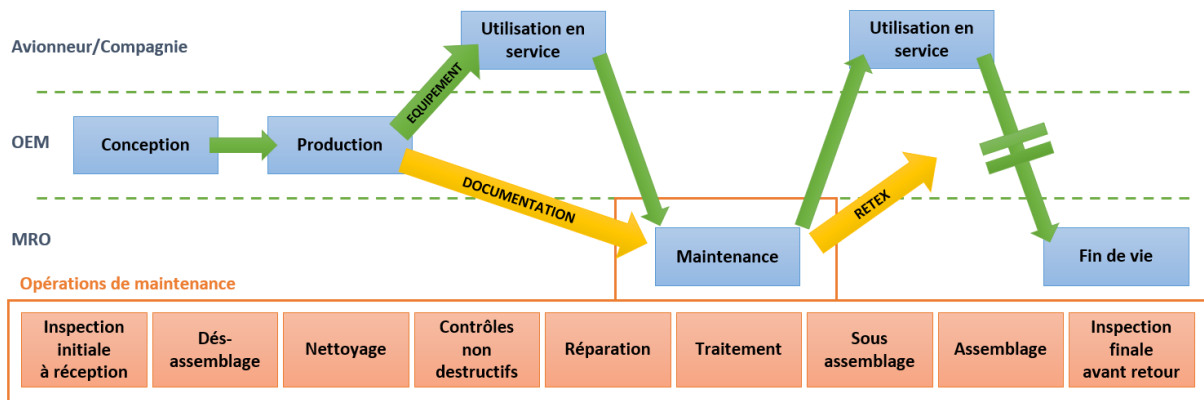 Avionneur/Compagnie
Utilisation en
service
Utilisation en
service
EQUIPEMENT
OEM
Conception
Production
DOCUMENTATION
RETEX
MRO
Maintenance
Fin de vie
Opérations de maintenance
Inspection
initiale
à réception
Dés-
assemblage
Nettoyage
Contrôles
non
destructifs
Réparation
Traitement
Sous
assemblage
Assemblage
Inspection
finale
avant retour